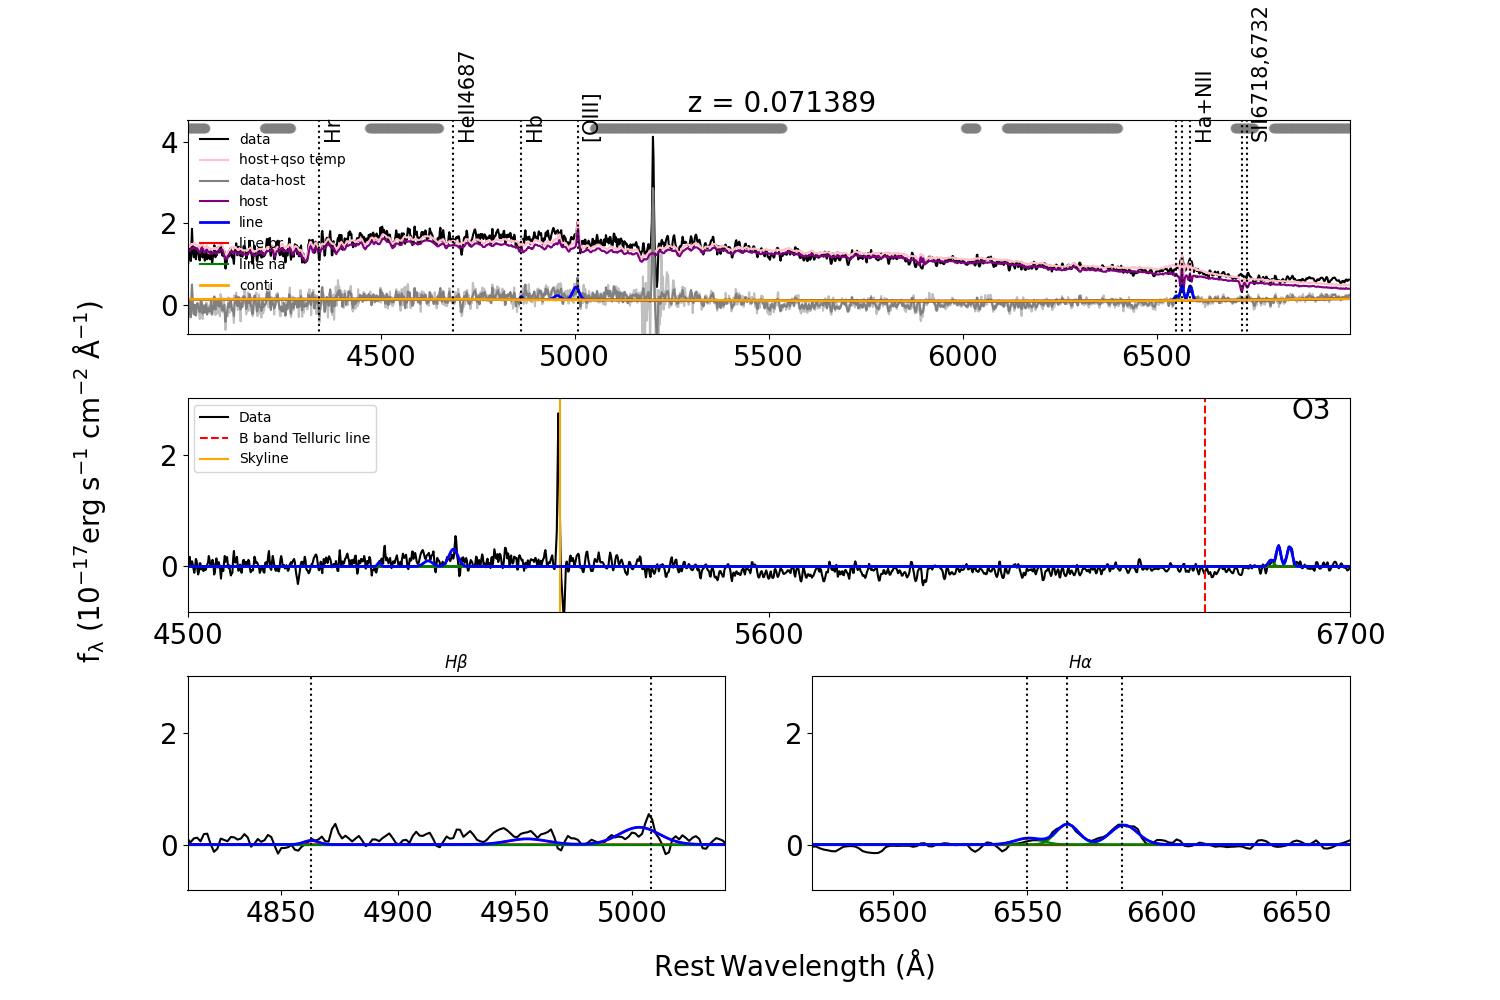 z = 0.071389
Hr
HeII4687
Hb
[OIII]
Ha+NII
SII6718,6732
data
host+qso temp
data-host
host
line
line br
line na
conti
4
2
0
4500
5000
5500
6000
6500
fλ (10⁻¹⁷erg s⁻¹ cm⁻² Å⁻¹)
Data
B band Telluric line
Skyline
O3
2
0
4500
5600
6700
Hβ
2
0
4850
4900
4950
5000
Hα
2
0
6500
6550
6600
6650
Rest Wavelength (Å)